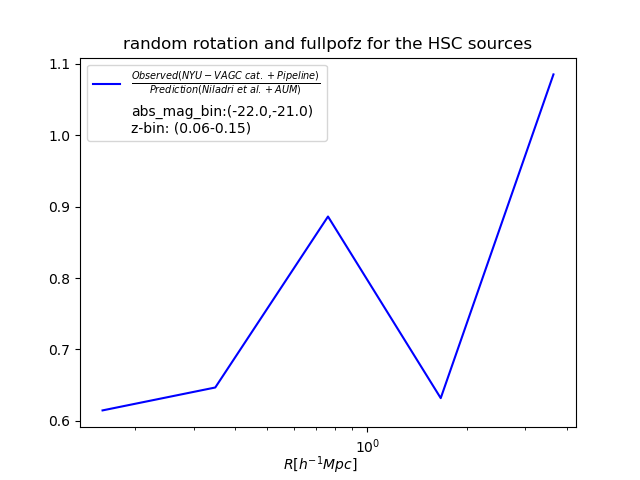 random rotation and fullpofz for the HSC sources
Observed(NYU−VAGC cat. +Pipeline)
Prediction(Niladri et al. +AUM)
abs_mag_bin:(-22.0,-21.0)
z-bin: (0.06-0.15)
1.1
1.0
0.9
0.8
0.7
0.6
10⁰
R[h⁻¹Mpc]